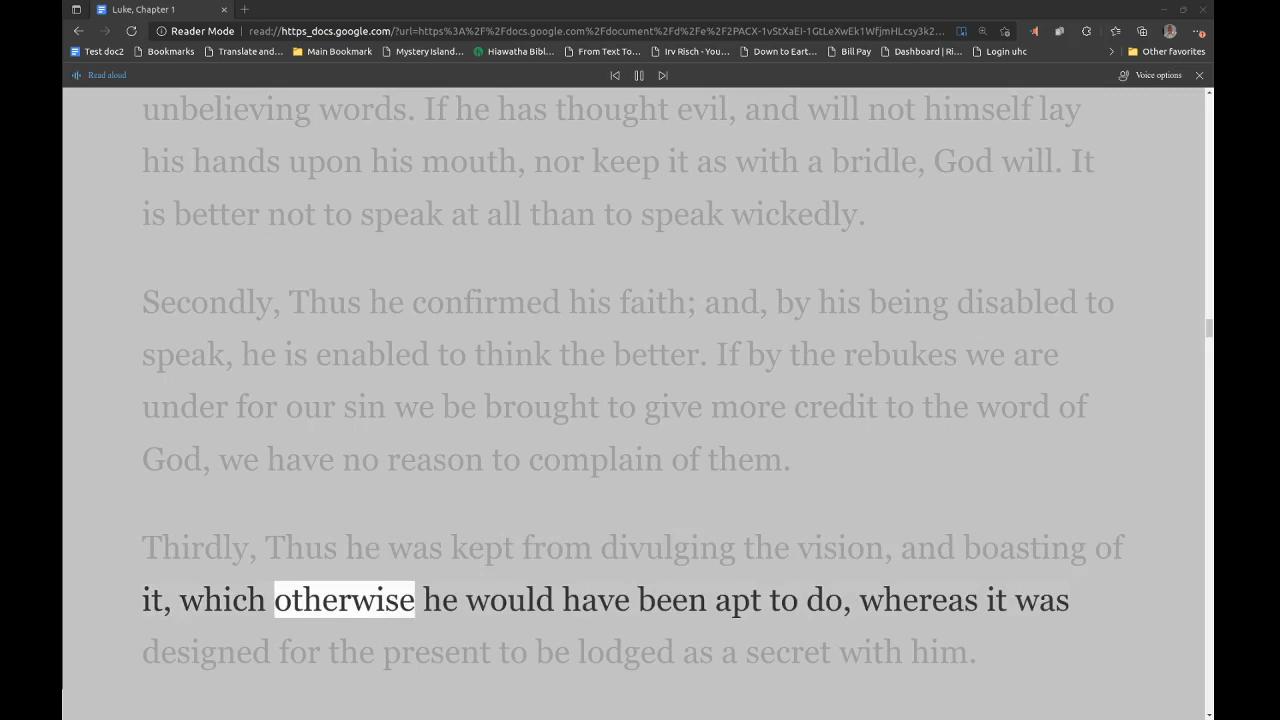 Luke, Chapter 1
Reader Mode
read://https_docs.google.com/?url=https%3A%2F%2Fdocs.google.com%2Fdocument%2Fd%2Fe%2F2PACX-1vStXaEI-1GtLeXwEk1WfjmHLcsy3k2...
Test doc2 Bookmarks Translate and... Main Bookmark Mystery Island... Hiawatha Bibl... From Text To... Irv Risch - You... Down to Eart... Bill Pay Dashboard | Ri... Login uhc Other favorites
Read aloud Voice options
unbelieving words. If he has thought evil, and will not himself lay
his hands upon his mouth, nor keep it as with a bridle, God will. It
is better not to speak at all than to speak wickedly.
Secondly, Thus he confirmed his faith; and, by his being disabled to
speak, he is enabled to think the better. If by the rebukes we are
under for our sin we be brought to give more credit to the word of
God, we have no reason to complain of them.
Thirdly, Thus he was kept from divulging the vision, and boasting of
it, which otherwise he would have been apt to do, whereas it was
designed for the present to be lodged as a secret with him.